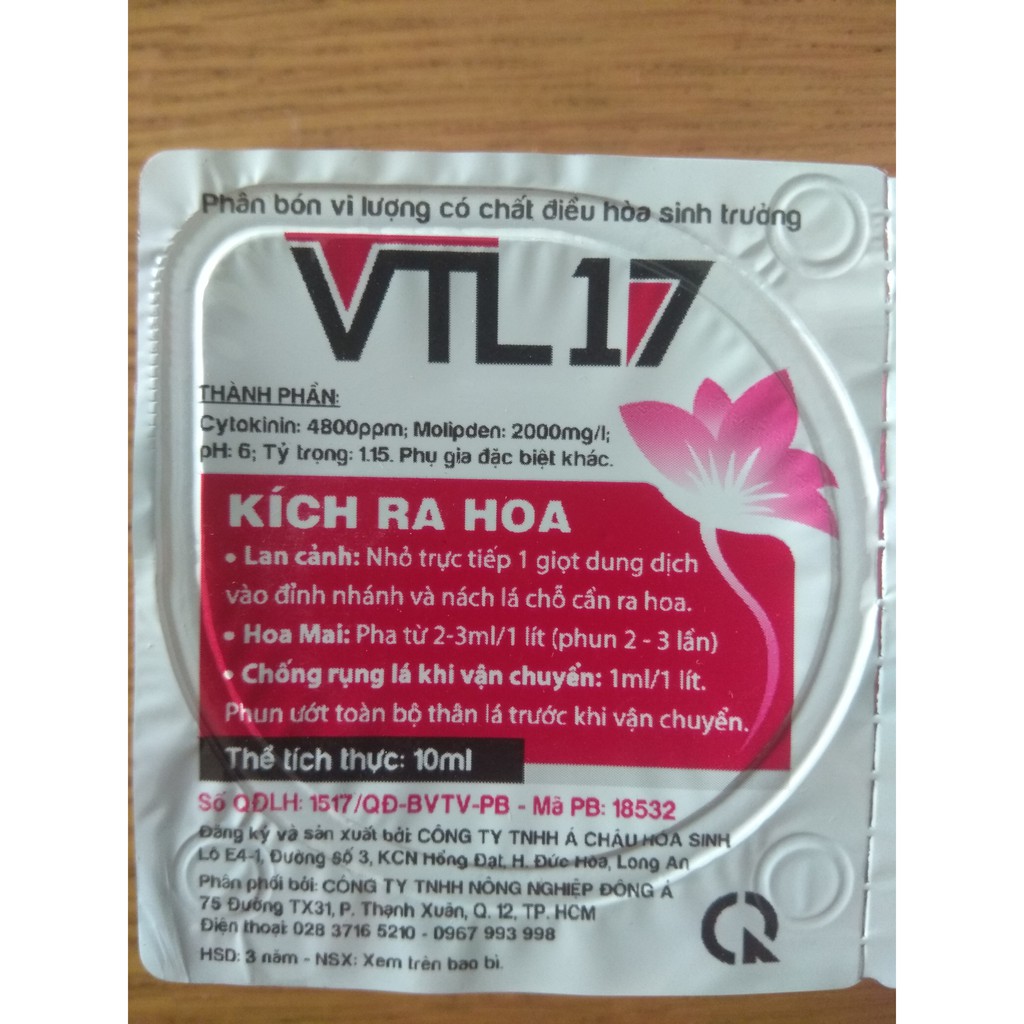 Phân bón vi lượng có chất điều hòa sinh trưởng
VTL17
THÀNH PHẦN:
Cytokinin: 4800ppm; Molipden: 2000mg/l;
pH: 6; Tỷ trọng: 1.15. Phụ gia đặc biệt khác.
KÍCH RA HOA
• Lan cảnh: Nhỏ trực tiếp 1 giọt dung dịch
vào đỉnh nhánh và nách lá chỗ cần ra hoa.
• Hoa Mai: Pha từ 2-3ml/1 lít (phun 2 - 3 lần)
• Chống rụng lá khi vận chuyển: 1ml/1 lít.
Phun ướt toàn bộ thân lá trước khi vận chuyển.
Thể tích thực: 10ml
Số QĐLH: 1517/QĐ-BVTV-PB - Mã PB: 18532
Đăng ký và sản xuất bởi: CÔNG TY TNHH Á CHÂU HÓA SINH
Lô E4-1, Đường số 3, KCN Hồng Đạt, H. Đức Hòa, Long An
Phân phối bởi: CÔNG TY TNHH NÔNG NGHIỆP ĐÔNG Á
75 Đường TX31, P. Thạnh Xuân, Q. 12, TP. HCM
Điện thoại: 028 3716 5210 - 0967 993 998
HSD: 3 năm - NSX: Xem trên bao bì.